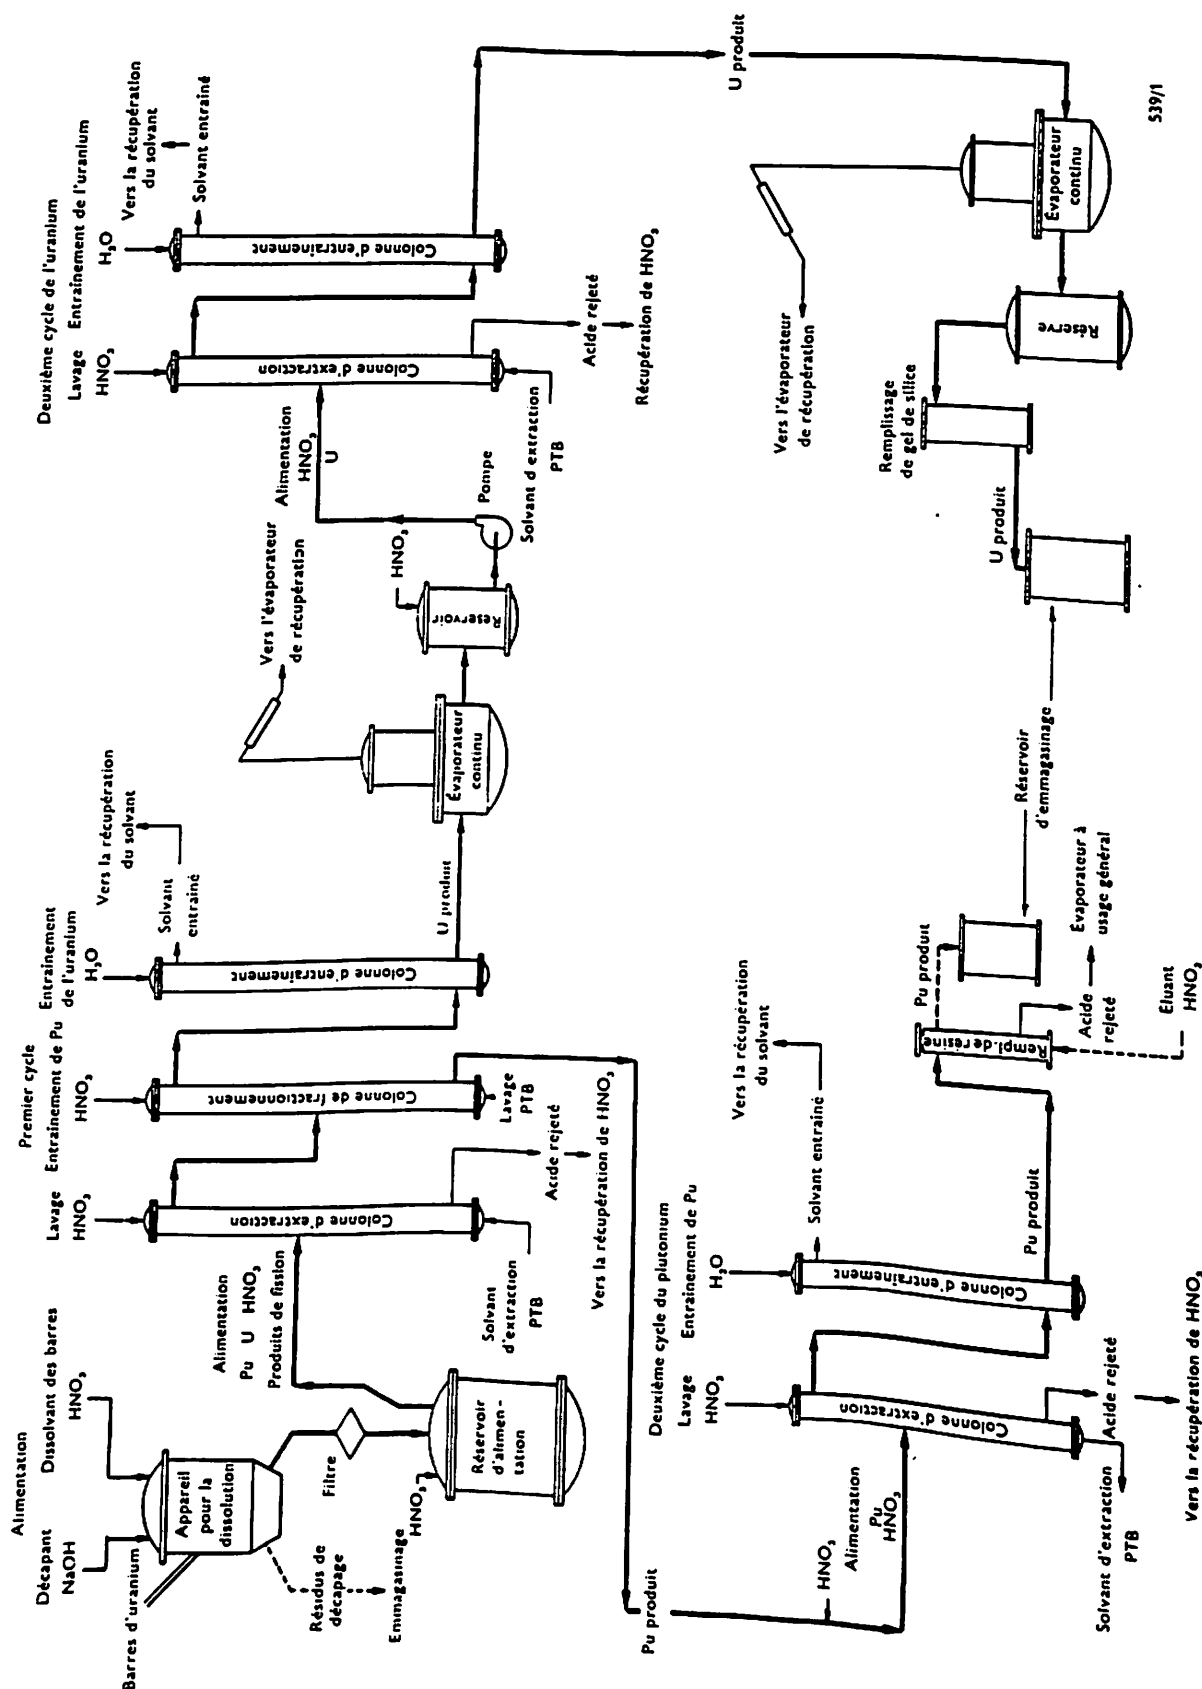 Alimentation
Décapant
NaOH
Dissolvant des barres
HNO₃
Barres d'uranium
Appareil
pour la
dissolution
Résidus de
décapage
Emmagasinage
Filtre
HNO₃
Réservoir
d'alimen-
tation
Alimentation
Pu U HNO₃
Produits de fission
Premier cycle
Lavage
HNO₃
Colonne d'extraction
Solvant
d'extraction
PTB
Acide rejeté
Vers la récupération de HNO₃
Entraînement de Pu
HNO₃
Colonne de fractionnement
Lavage
PTB
Entraînement
de l'uranium
H₂O
Colonne d'entrainement
Solvant
entraîné
Vers la récupération
du solvant
U produit
Évaporateur
continu
Vers l'évaporateur
de récupération
HNO₃
Reservoir
Pompe
Alimentation
HNO₃
U
Deuxième cycle de l'uranium
Lavage
HNO₃
Colonne d'extraction
Solvant d extraction
PTB
Acide rejeté
Récupération de HNO₃
Entraînement de l'uranium
H₂O
Colonne d'entrainement
Solvant entraîné
Vers la récupération
du solvant
U produit
Pu produit
HNO₃
Alimentation
Pu
HNO₃
Deuxième cycle du plutonium
Lavage
HNO₃
Colonne d'extraction
Solvant d'extraction
PTB
Acide rejeté
Vers la récupération de HNO₃
Entraînement de Pu
H₂O
Colonne d'entrainement
Solvant entraîné
Vers la récupération
du solvant
Pu produit
Rempl. de résine
Acide
rejeté
Evaporateur à
usage général
Eluant
HNO₃
Pu produit
Réservoir
d'emmagasinage
U produit
Remplissage
de gel de silice
Réserve
Évaporateur
continu
Vers l'évaporateur
de récupération
539/1